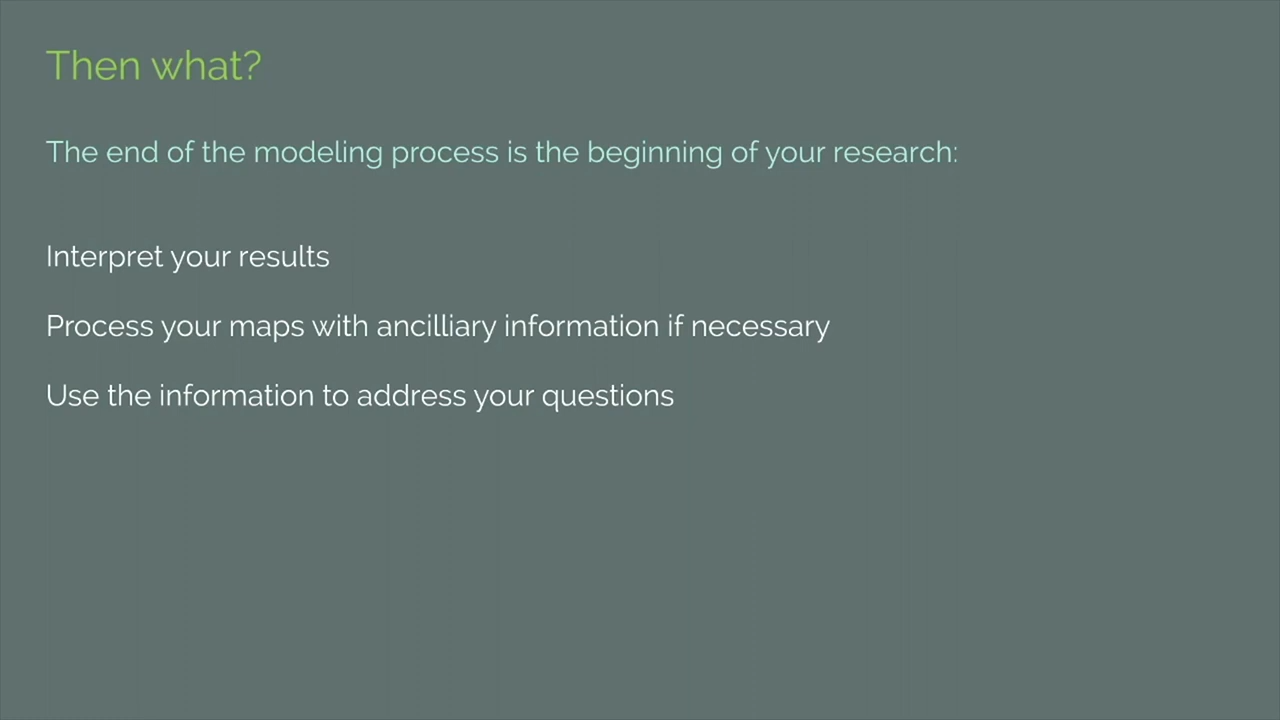 Then what?
The end of the modeling process is the beginning of your research:
Interpret your results
Process your maps with ancilliary information if necessary
Use the information to address your questions